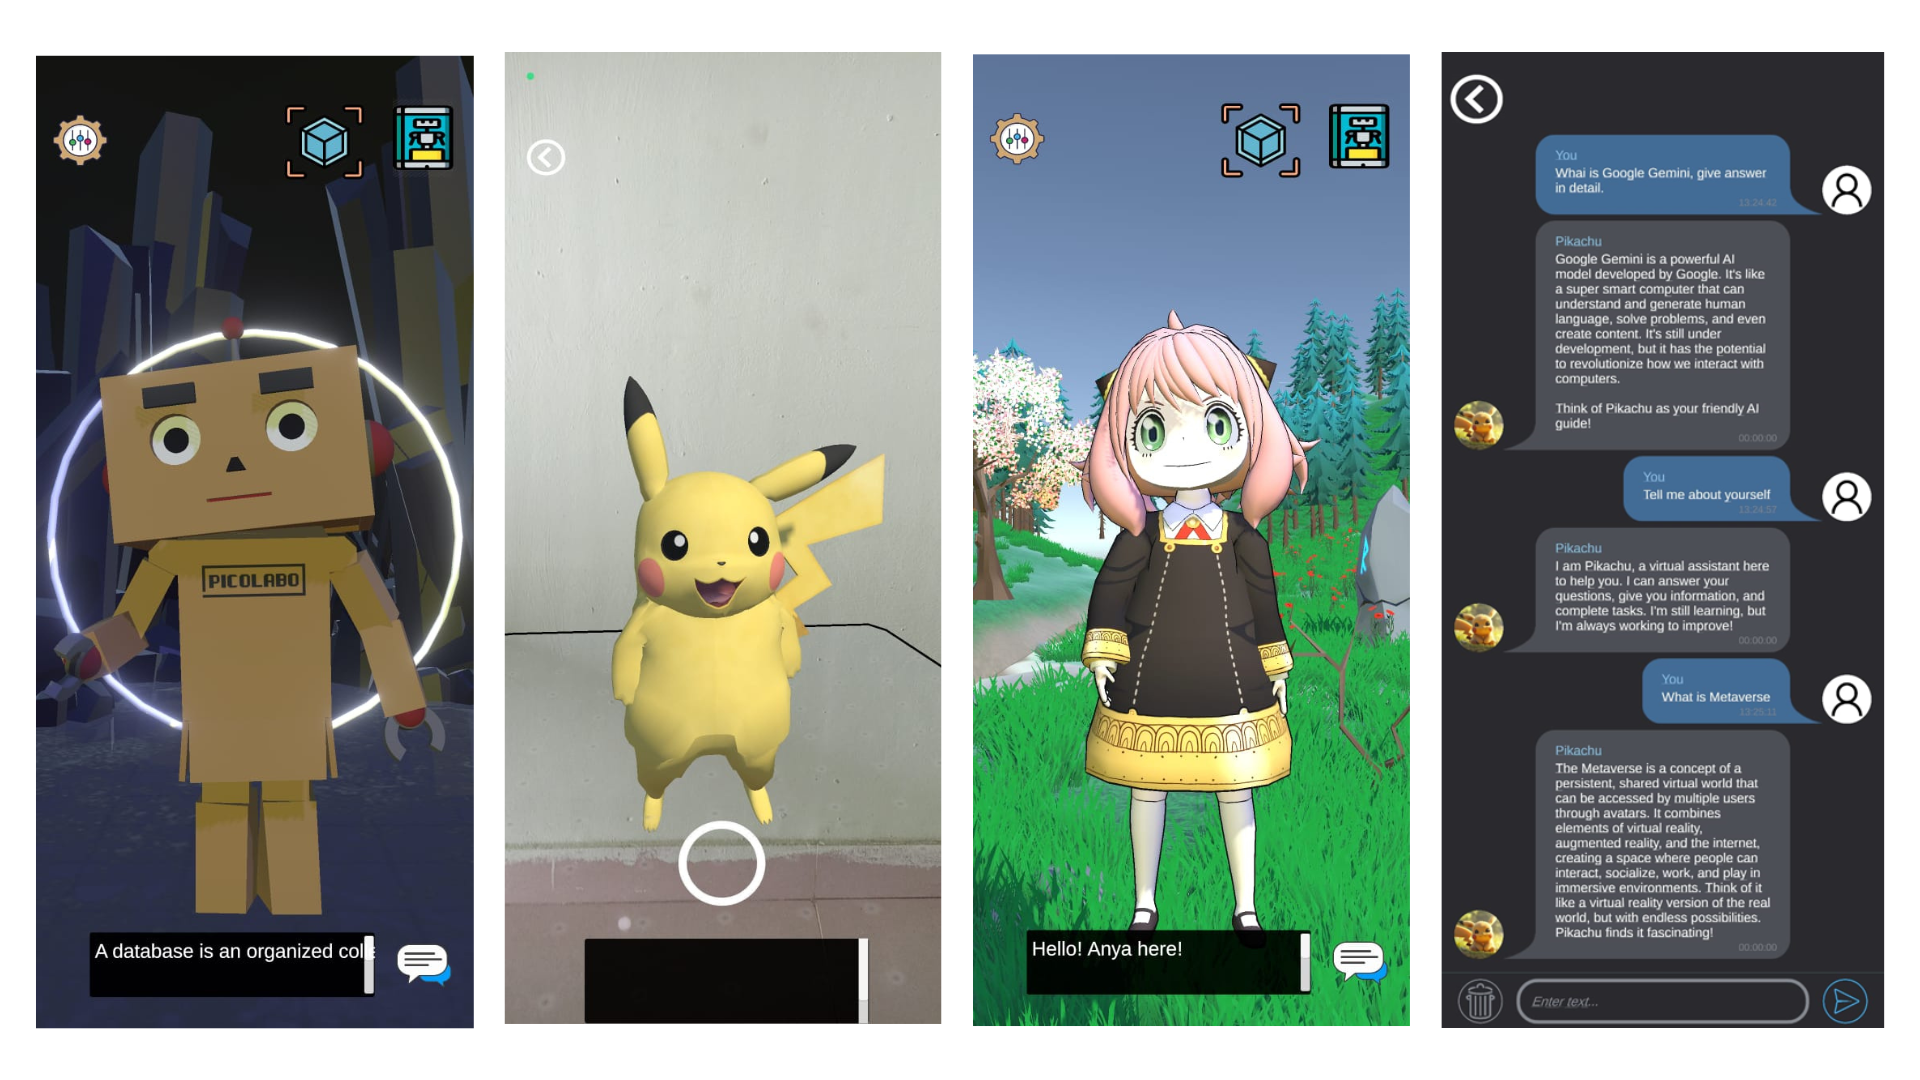 PICOLABO
A database is an organized col
Hello! Anya here!
You
Whai is Google Gemini, give answer
in detail.
13:24:42
Pikachu
Google Gemini is a powerful AI
model developed by Google. It's like
a super smart computer that can
understand and generate human
language, solve problems, and even
create content. It's still under
development, but it has the potential
to revolutionize how we interact with
computers.
Think of Pikachu as your friendly AI
guide!
00:00:00
You
Tell me about yourself
13:24:57
Pikachu
I am Pikachu, a virtual assistant here
to help you. I can answer your
questions, give you information, and
complete tasks. I'm still learning, but
I'm always working to improve!
00:00:00
You
What is Metaverse
13:25:11
Pikachu
The Metaverse is a concept of a
persistent, shared virtual world that
can be accessed by multiple users
through avatars. It combines
elements of virtual reality,
augmented reality, and the internet,
creating a space where people can
interact, socialize, work, and play in
immersive environments. Think of it
like a virtual reality version of the real
world, but with endless possibilities.
Pikachu finds it fascinating!
00:00:00
Enter text...